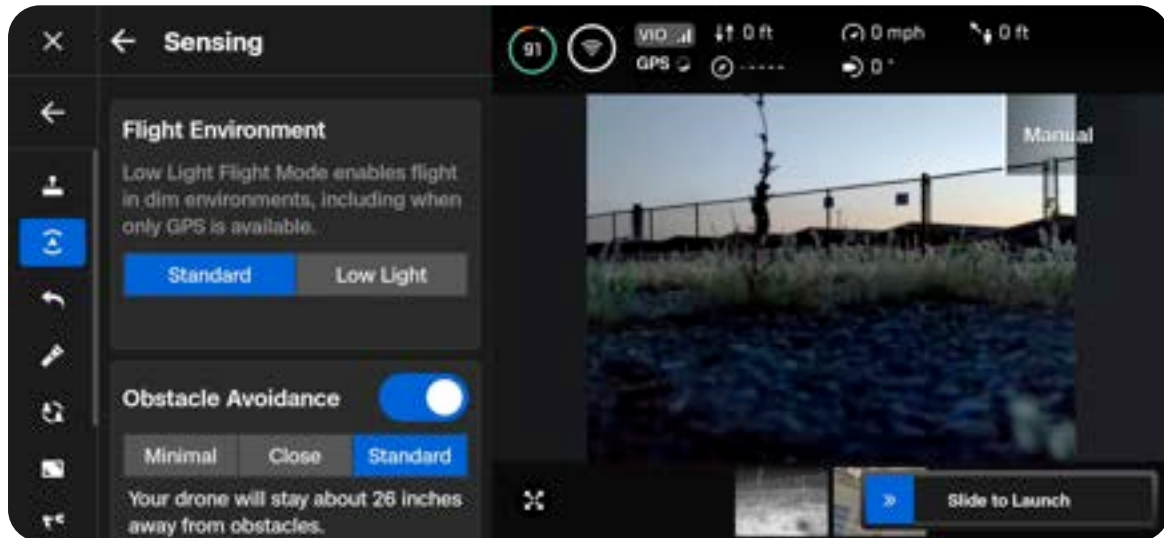 Sensing
Flight Environment
Low Light Flight Mode enables flight
in dim environments, including when
only GPS is available.
Standard Low Light
Obstacle Avoidance
Minimal Close Standard
Your drone will stay about 26 inches
away from obstacles.
91 VIO 0 ft 0 mph 0 ft
GPS ----- 0°
Manual
Slide to Launch